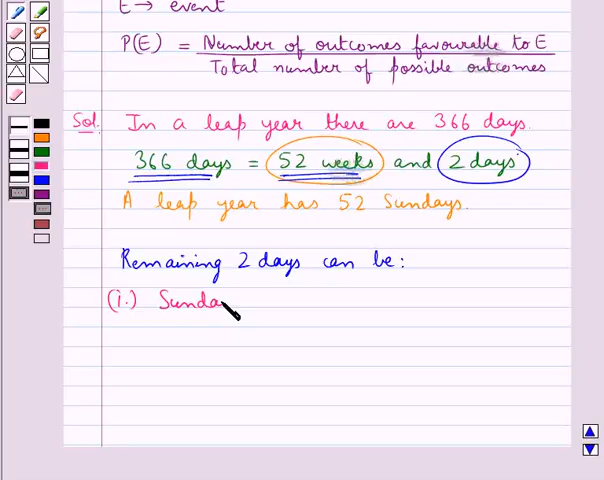 E → event
P(E) = Number of outcomes favourable to E
Total number of possible outcomes
Sol. In a leap year there are 366 days.
366 days = 52 weeks and 2 days.
A leap year has 52 Sundays.
Remaining 2 days can be:
(i.) Sunda